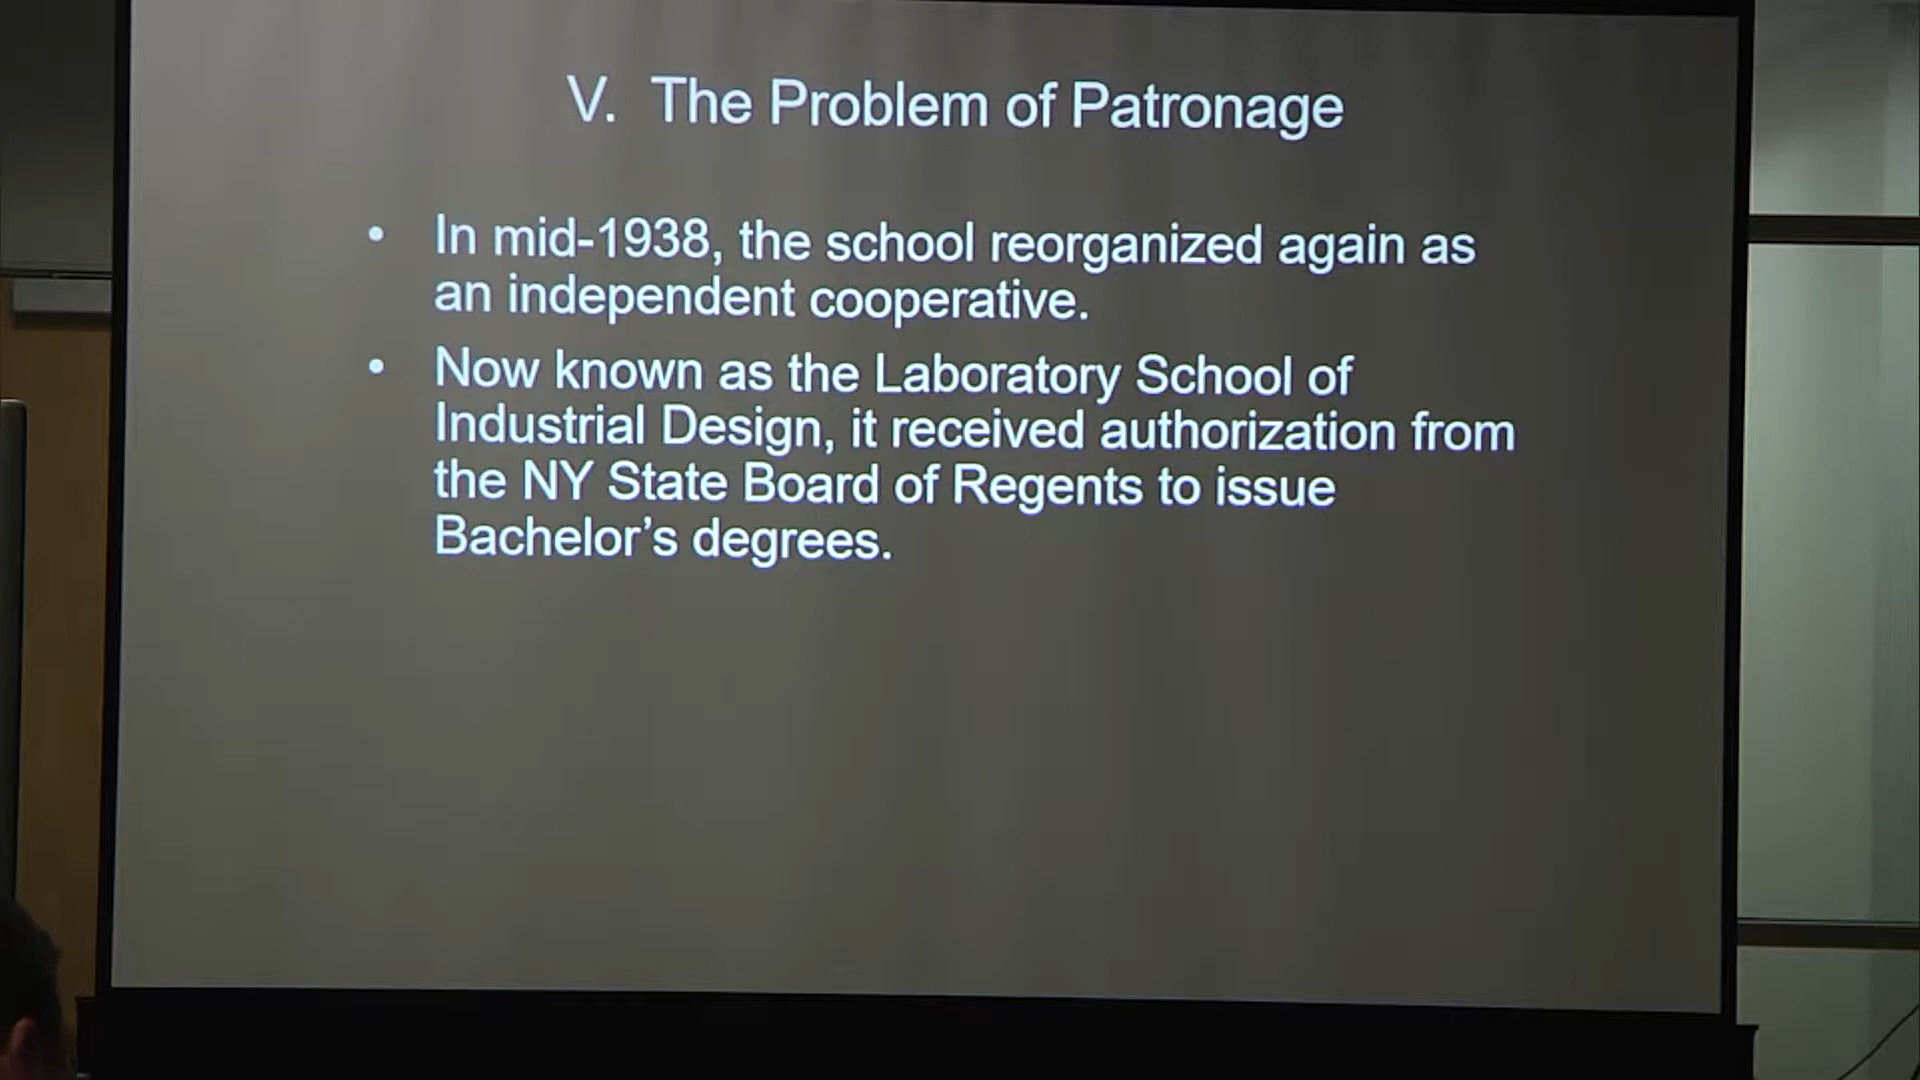 V. The Problem of Patronage
• In mid-1938, the school reorganized again as
an independent cooperative.
• Now known as the Laboratory School of
Industrial Design, it received authorization from
the NY State Board of Regents to issue
Bachelor’s degrees.